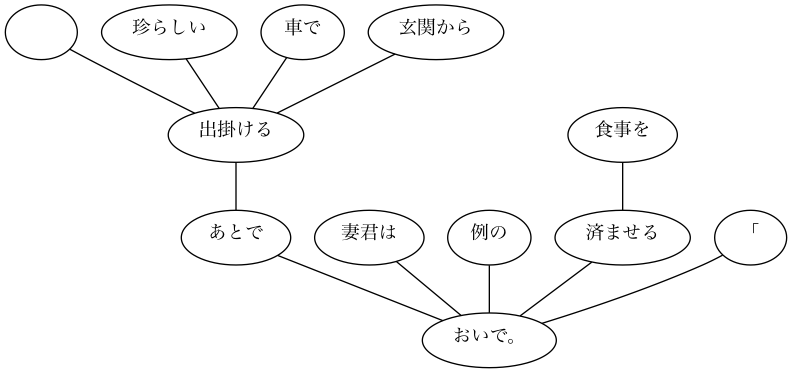 珍らしい
車で
玄関から
出掛ける
食事を
あとで
妻君は
例の
済ませる
「
おいで。